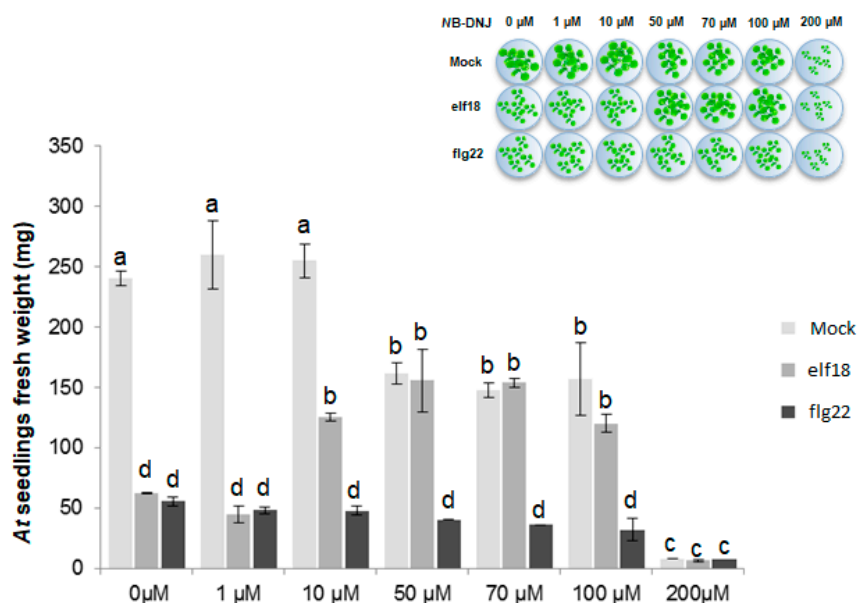 NB-DNJ 0 µM 1 µM 10 µM 50 µM 70 µM 100 µM 200 µM
Mock
elf18
flg22
At seedlings fresh weight (mg)
350
300
250
200
150
100
50
0
a
d
d
a
d
d
a
b
d
b
b
d
b
b
d
b
b
d
c
c
c
0µM 1 µM 10 µM 50 µM 70 µM 100 µM 200µM
Mock
elf18
flg22